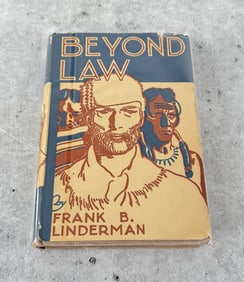 BEYOND
LAW
by
FRANK B.
LINDERMAN